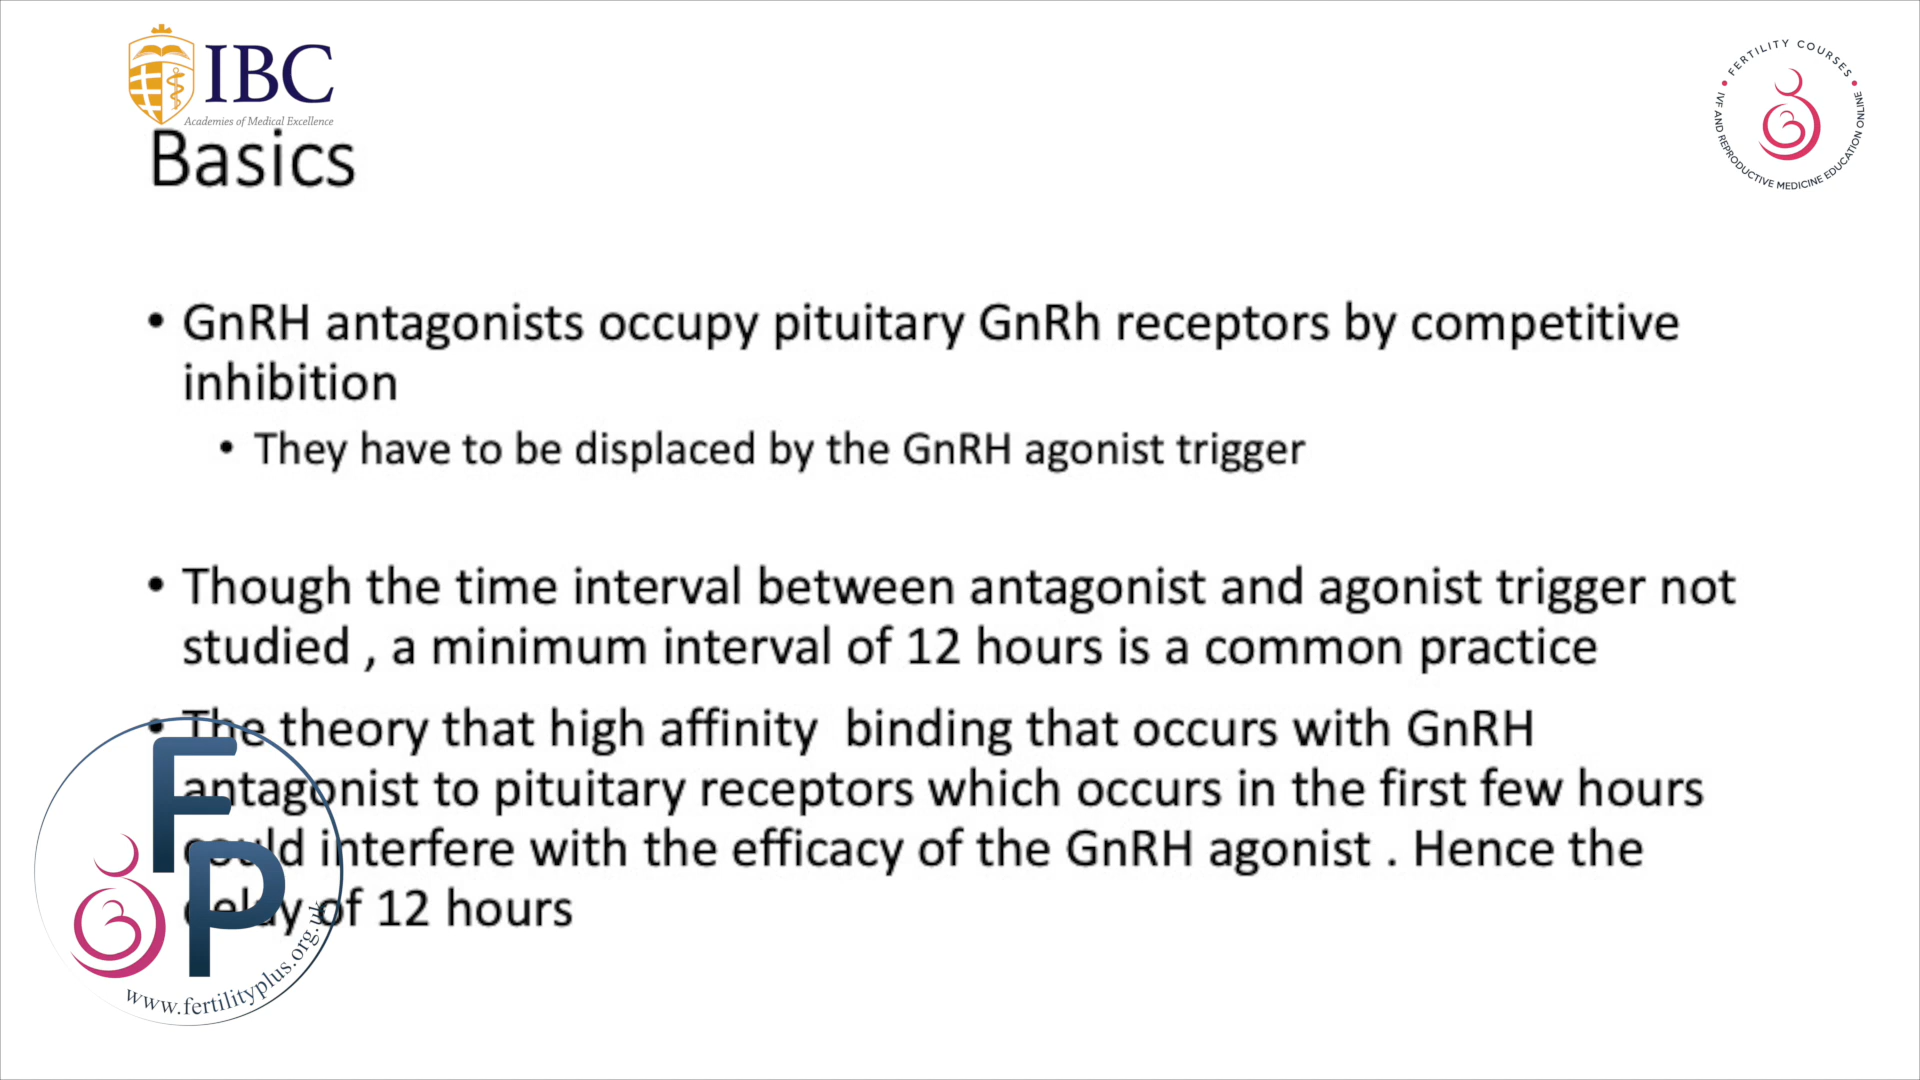 IBC
Academies of Medical Excellence
• FERTILITY COURSES •
IVF AND REPRODUCTIVE MEDICINE EDUCATION ONLINE
Basics
• GnRH antagonists occupy pituitary GnRh receptors by competitive
inhibition
• They have to be displaced by the GnRH agonist trigger
• Though the time interval between antagonist and agonist trigger not
studied , a minimum interval of 12 hours is a common practice
• The theory that high affinity binding that occurs with GnRH
antagonist to pituitary receptors which occurs in the first few hours
could interfere with the efficacy of the GnRH agonist . Hence the
delay of 12 hours
FP
www.fertilityplus.org.uk